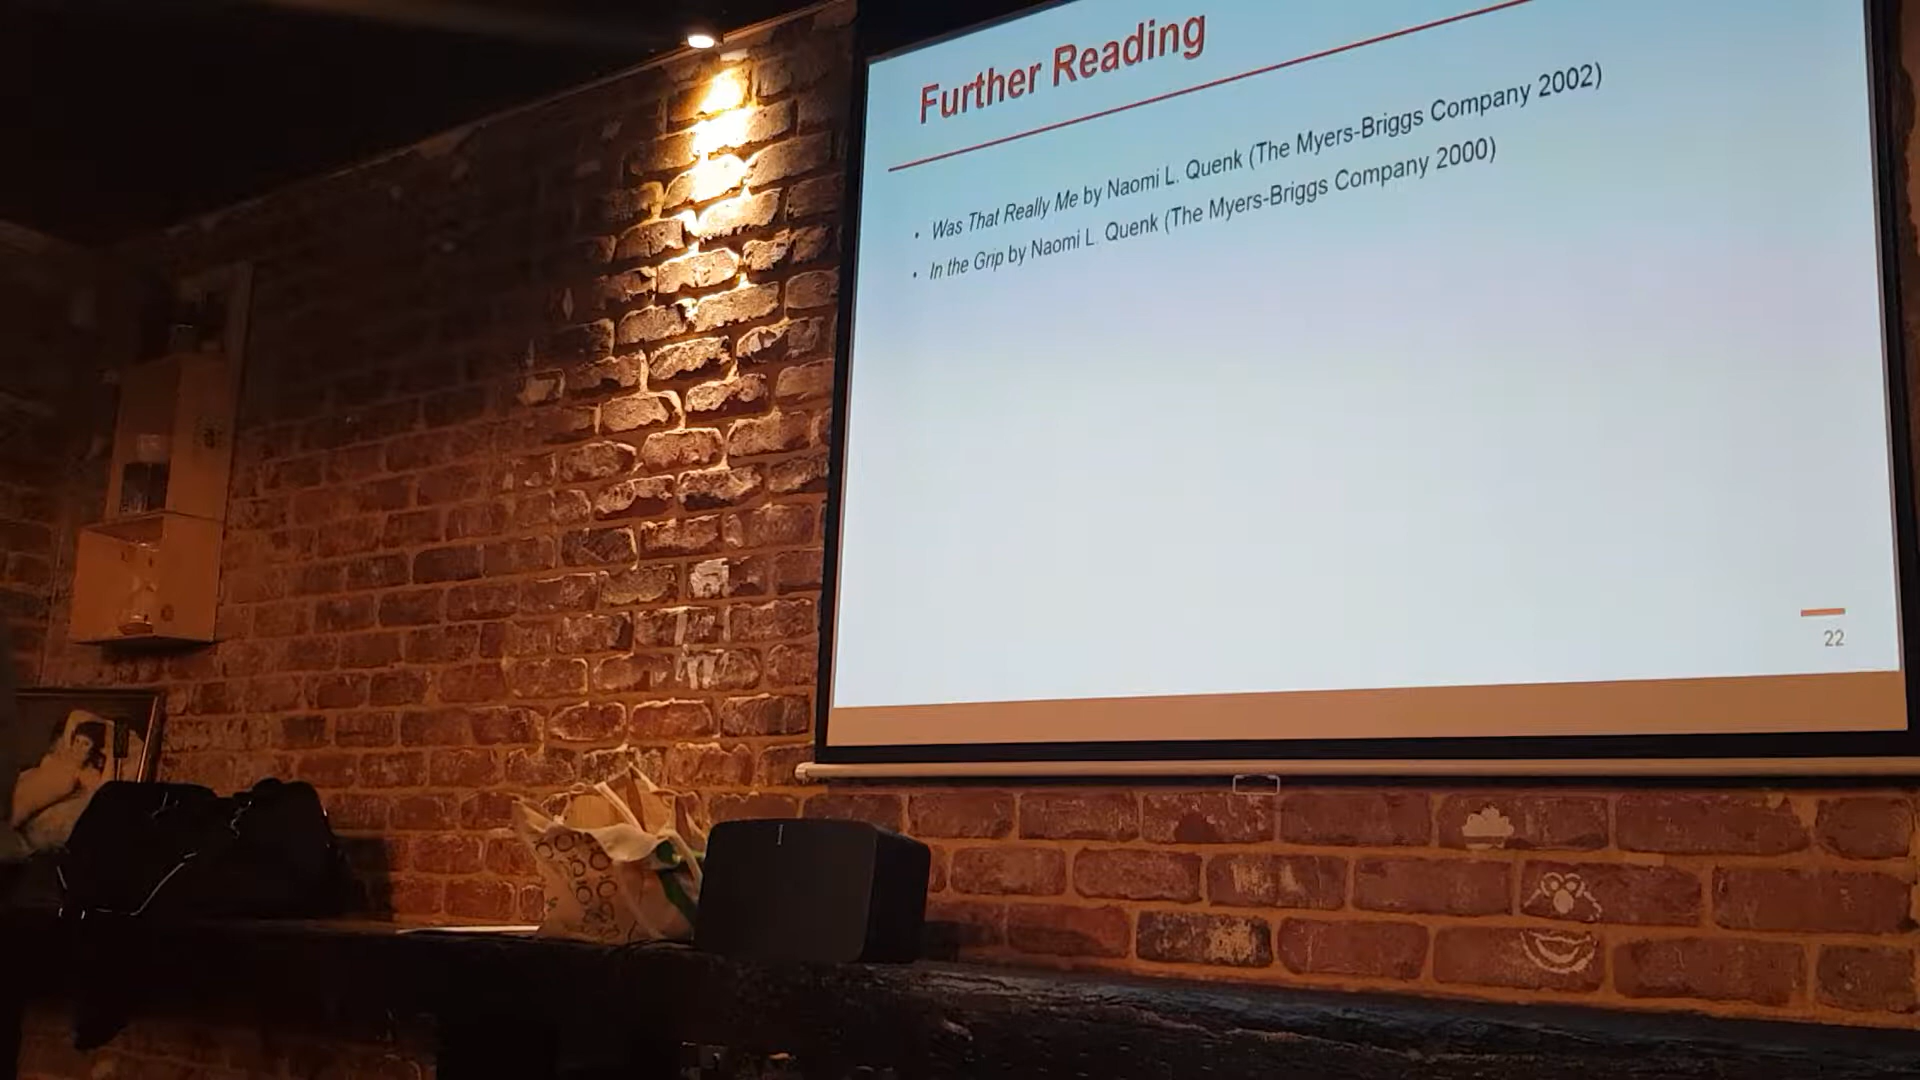 Further Reading
• Was That Really Me by Naomi L. Quenk (The Myers-Briggs Company 2002)
• In the Grip by Naomi L. Quenk (The Myers-Briggs Company 2000)
22